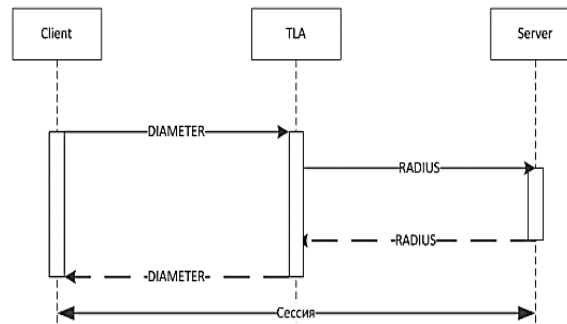 Client
TLA
Server
DIAMETER
RADIUS
RADIUS
DIAMETER
Сессия